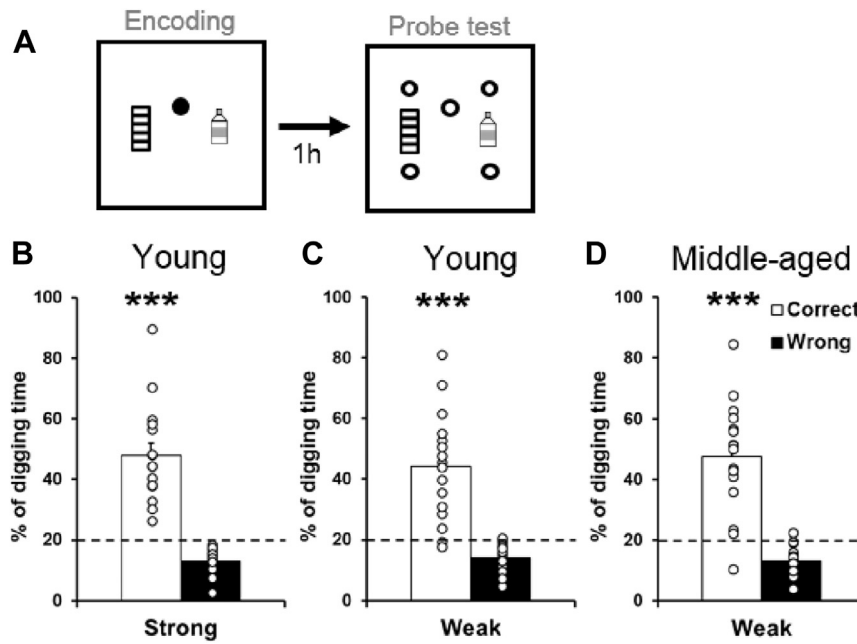 A
Encoding
Probe test
1h
B
Young
***
% of digging time
100
80
60
40
20
0
Strong
C
Young
***
% of digging time
100
80
60
40
20
0
Weak
D
Middle-aged
***
Correct
Wrong
% of digging time
100
80
60
40
20
0
Weak